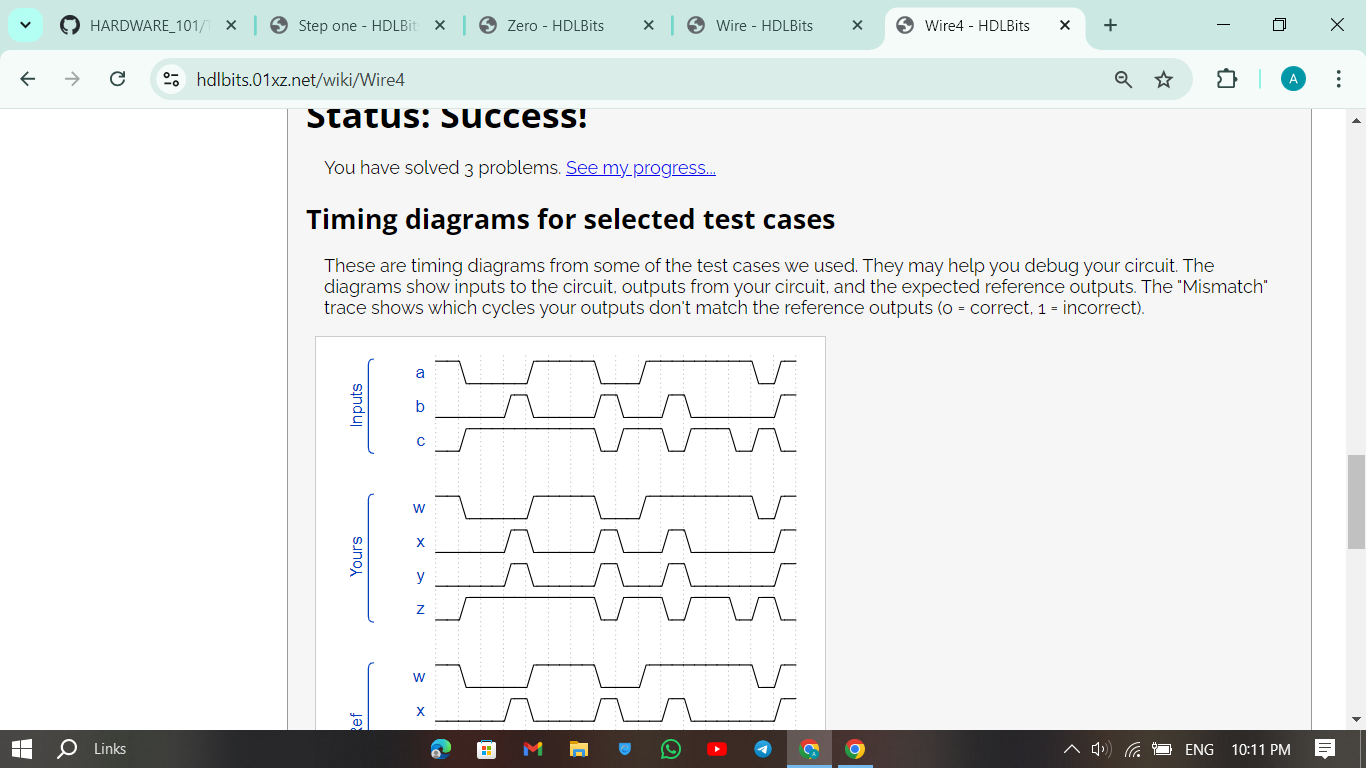 HARDWARE_101/
Step one - HDLBit
Zero - HDLBits
Wire - HDLBits
Wire4 - HDLBits
hdlbits.01xz.net/wiki/Wire4
A
Status: Success!
You have solved 3 problems. See my progress...
Timing diagrams for selected test cases
These are timing diagrams from some of the test cases we used. They may help you debug your circuit. The
diagrams show inputs to the circuit, outputs from your circuit, and the expected reference outputs. The "Mismatch"
trace shows which cycles your outputs don't match the reference outputs (0 = correct, 1 = incorrect).
Inputs
a
b
c
Yours
w
x
y
z
Ref
w
x
Links
ENG
10:11 PM